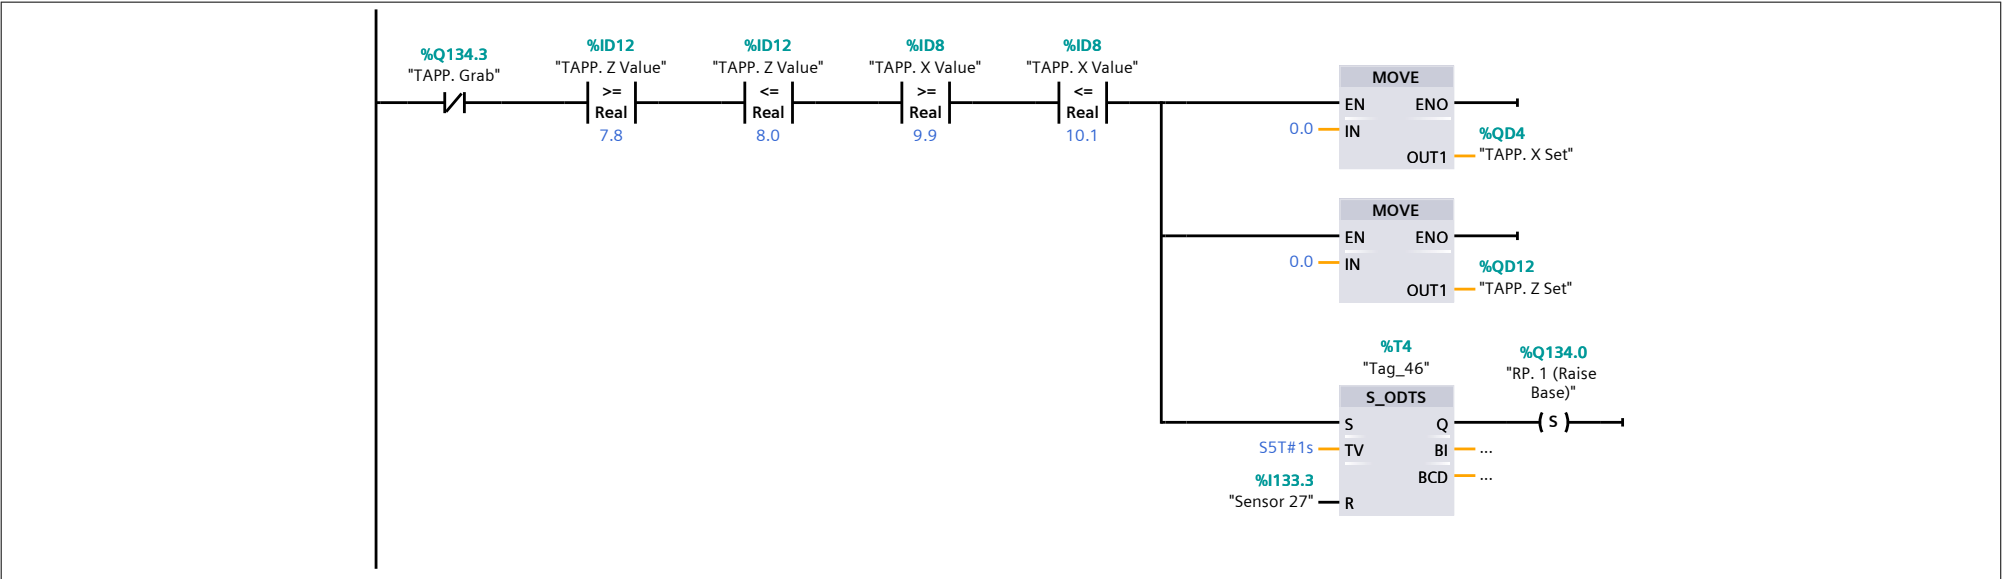 %Q134.3
"TAPP. Grab"
%ID12
"TAPP. Z Value"
>=
Real
7.8
%ID12
"TAPP. Z Value"
<=
Real
8.0
%ID8
"TAPP. X Value"
>=
Real
9.9
%ID8
"TAPP. X Value"
<=
Real
10.1
MOVE
EN ENO
0.0 IN
%QD4
OUT1 "TAPP. X Set"
MOVE
EN ENO
0.0 IN
%QD12
OUT1 "TAPP. Z Set"
%T4
"Tag_46"
S_ODTS
S Q
S5T#1s TV BI ...
BCD ...
%I133.3
"Sensor 27" R
%Q134.0
"RP. 1 (Raise
Base)"
( S )